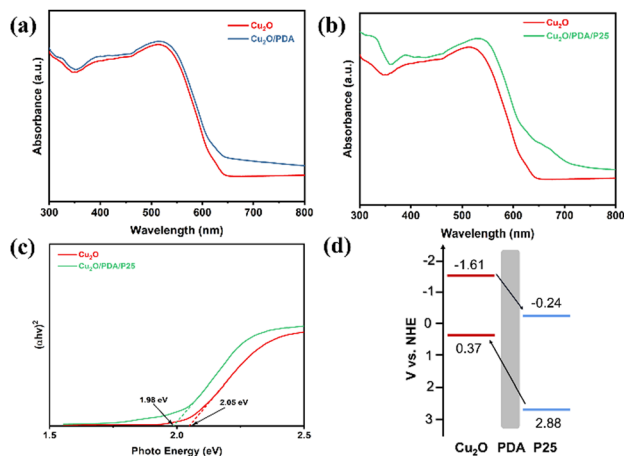 (a)
Cu₂O
Cu₂O/PDA
Absorbance (a.u.)
300 400 500 600 700 800
Wavelength (nm)
(b)
Cu₂O
Cu₂O/PDA/P25
Absorbance (a.u.)
300 400 500 600 700 800
Wavelength (nm)
(c)
Cu₂O
Cu₂O/PDA/P25
(αhv)²
1.98 eV
2.05 eV
1.5 2.0 2.5
Photo Energy (eV)
(d)
V vs. NHE
-2
-1
0
1
2
3
-1.61
-0.24
0.37
2.88
Cu₂O PDA P25